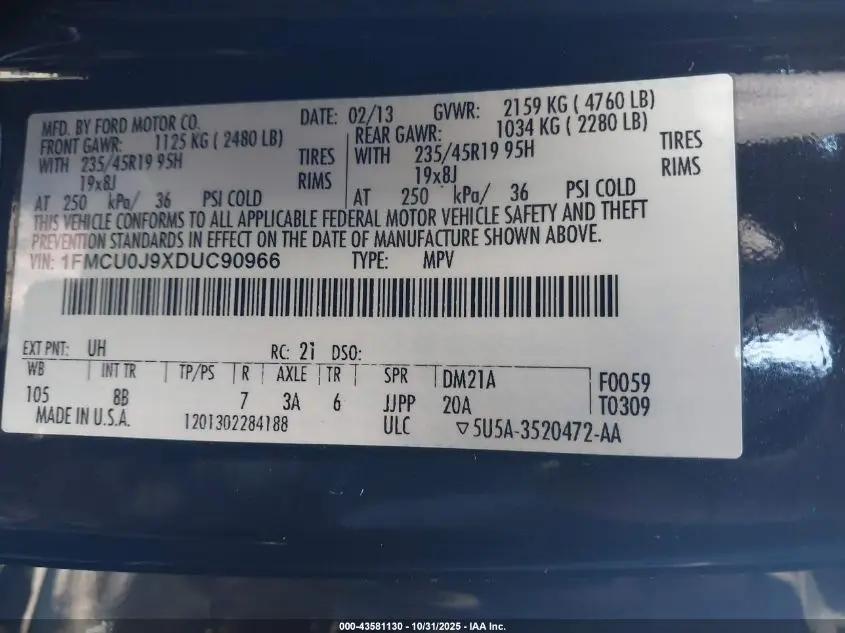 MFD. BY FORD MOTOR CO. DATE: 02/13 GVWR: 2159 KG ( 4760 LB)
FRONT GAWR: 1125 KG ( 2480 LB) REAR GAWR: 1034 KG ( 2280 LB)
WITH 235/45R19 95H TIRES WITH 235/45R19 95H TIRES
19x8J RIMS 19x8J RIMS
AT 250 kPa/ 36 PSI COLD AT 250 kPa/ 36 PSI COLD
THIS VEHICLE CONFORMS TO ALL APPLICABLE FEDERAL MOTOR VEHICLE SAFETY AND THEFT
PREVENTION STANDARDS IN EFFECT ON THE DATE OF MANUFACTURE SHOWN ABOVE.
VIN: 1FMCU0J9XDUC90966 TYPE: MPV
EXT PNT: UH RC: 21 DSO:
WB INT TR TP/PS R AXLE TR SPR DM21A F0059
105 8B 7 3A 6 JJPP 20A T0309
MADE IN U.S.A. 1201302284188 ULC ▽5U5A-3520472-AA
000-43581130 - 10/31/2025 - IAA Inc.